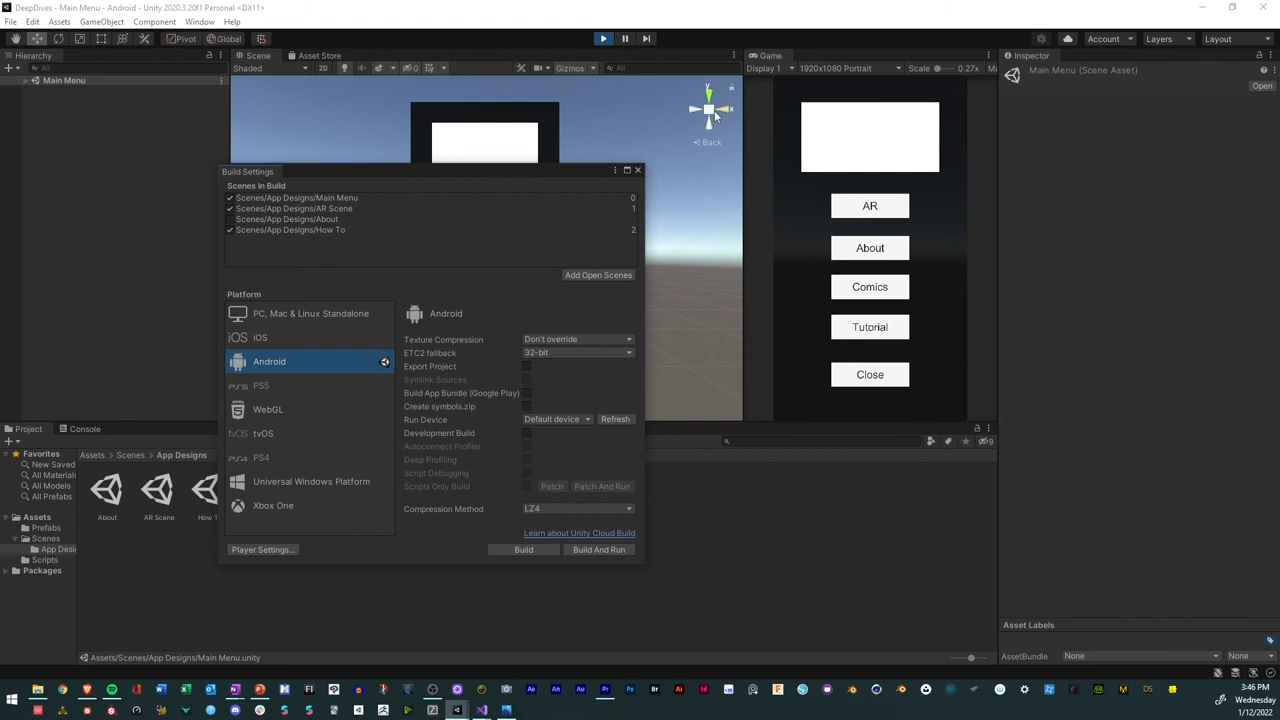 DeepDives - Main Menu - Android - Unity 2020.3.20f1 Personal <DX11>
File Edit Assets GameObject Component Window Help
Pivot Global Account Layers Layout
Hierarchy Scene Asset Store Game Inspector
All Shaded 2D 0 Gizmos All Display 1 1920x1080 Portrait Scale 0.27x
Main Menu
Main Menu (Scene Asset)
Open
y
x
Back
Build Settings
Scenes In Build
Scenes/App Designs/Main Menu 0
Scenes/App Designs/AR Scene 1
Scenes/App Designs/About
Scenes/App Designs/How To 2
Add Open Scenes
AR
About
Comics
Tutorial
Close
Platform
PC, Mac & Linux Standalone
iOS iOS
Android
PS5 PS5
WebGL
tvOS tvOS
PS4 PS4
Universal Windows Platform
Xbox One
Android
Texture Compression Don't override
ETC2 fallback 32-bit
Export Project
Symlink Sources
Build App Bundle (Google Play)
Create symbols.zip
Run Device Default device Refresh
Development Build
Autoconnect Profiler
Deep Profiling
Script Debugging
Scripts Only Build Patch Patch And Run
Compression Method LZ4
Learn about Unity Cloud Build
Player Settings... Build Build And Run
Project Console
Favorites
New Saved
All Material
All Models
All Prefabs
Assets
Prefabs
Scenes
App Desi
Scripts
Packages
Assets Scenes App Designs
9
About AR Scene How T
Assets/Scenes/App Designs/Main Menu.unity
Asset Labels
AssetBundle None None
3:46 PM
Wednesday
1/12/2022